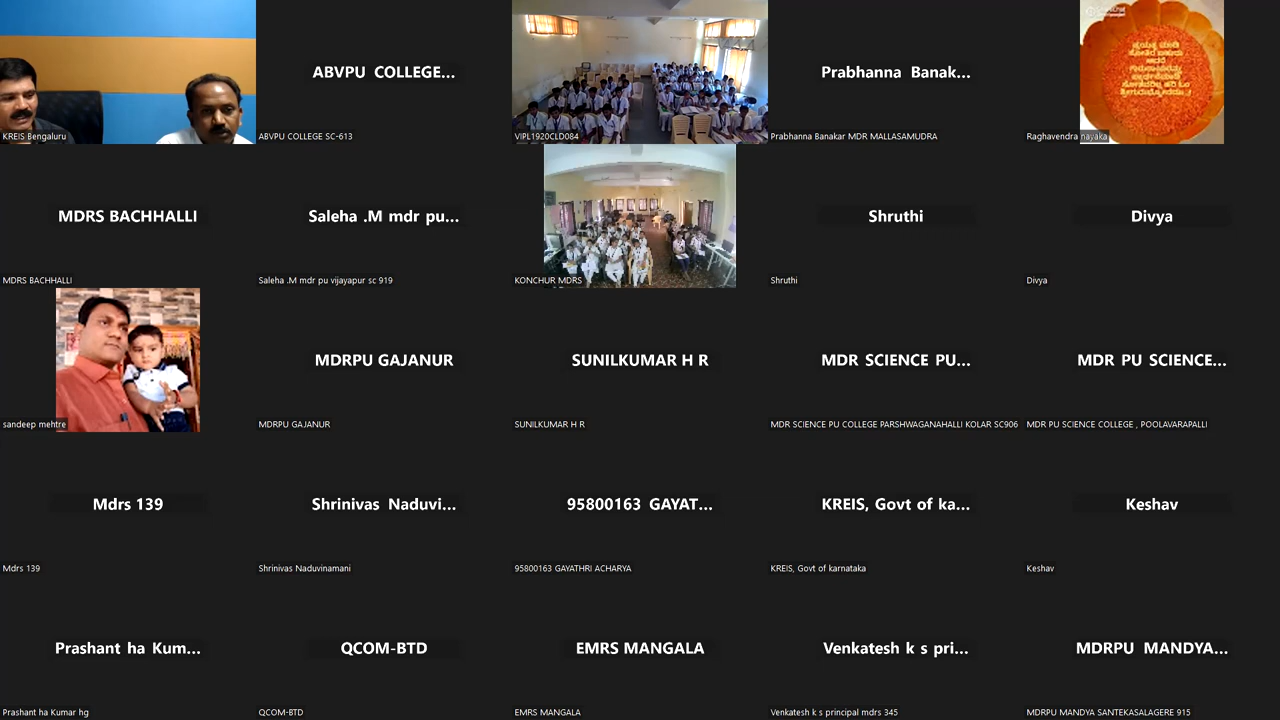 KREIS Bengaluru
ABVPU COLLEGE...
ABVPU COLLEGE SC-613
VIPL1920CLD084
Prabhanna Banak...
Prabhanna Banakar MDR MALLASAMUDRA
Raghavendra nayaka
MDRS BACHHALLI
MDRS BACHHALLI
Saleha .M mdr pu...
Saleha .M mdr pu vijayapur sc 919
KONCHUR MDRS
Shruthi
Shruthi
Divya
Divya
sandeep mehtre
MDRPU GAJANUR
MDRPU GAJANUR
SUNILKUMAR H R
SUNILKUMAR H R
MDR SCIENCE PU...
MDR SCIENCE PU COLLEGE PARSHWAGANAHALLI KOLAR SC906
MDR PU SCIENCE...
MDR PU SCIENCE COLLEGE , POOLAVARAPALLI
Mdrs 139
Mdrs 139
Shrinivas Naduvi...
Shrinivas Naduvinamani
95800163 GAYAT...
95800163 GAYATHRI ACHARYA
KREIS, Govt of ka...
KREIS, Govt of karnataka
Keshav
Keshav
Prashant ha Kum...
Prashant ha Kumar hg
QCOM-BTD
QCOM-BTD
EMRS MANGALA
EMRS MANGALA
Venkatesh k s pri...
Venkatesh k s principal mdrs 345
MDRPU MANDYA...
MDRPU MANDYA SANTEKASALAGERE 915